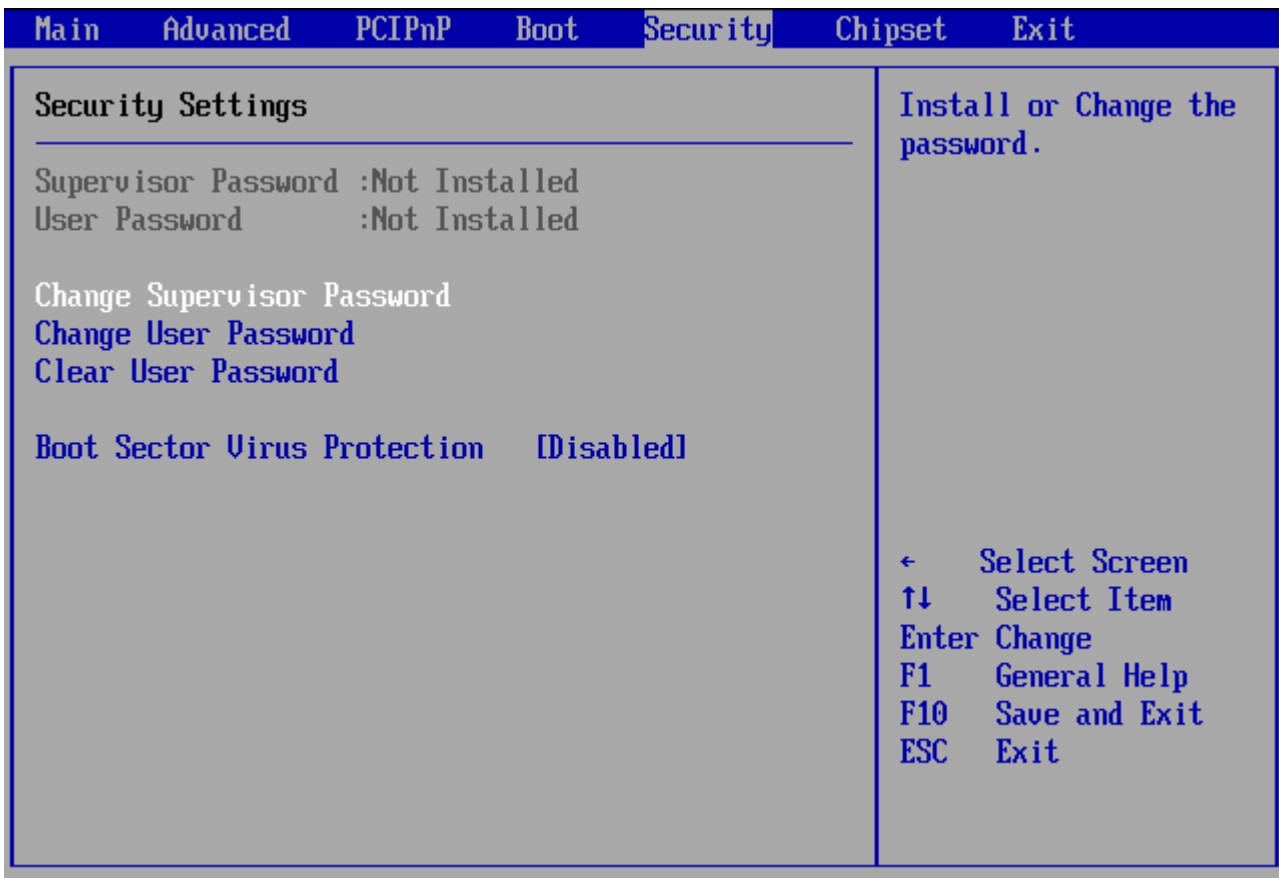 Main Advanced PCIPnP Boot Security Chipset Exit
Security Settings
Supervisor Password :Not Installed
User Password :Not Installed
Change Supervisor Password
Change User Password
Clear User Password
Boot Sector Virus Protection [Disabled]
Install or Change the
password.
← Select Screen
↑↓ Select Item
Enter Change
F1 General Help
F10 Save and Exit
ESC Exit